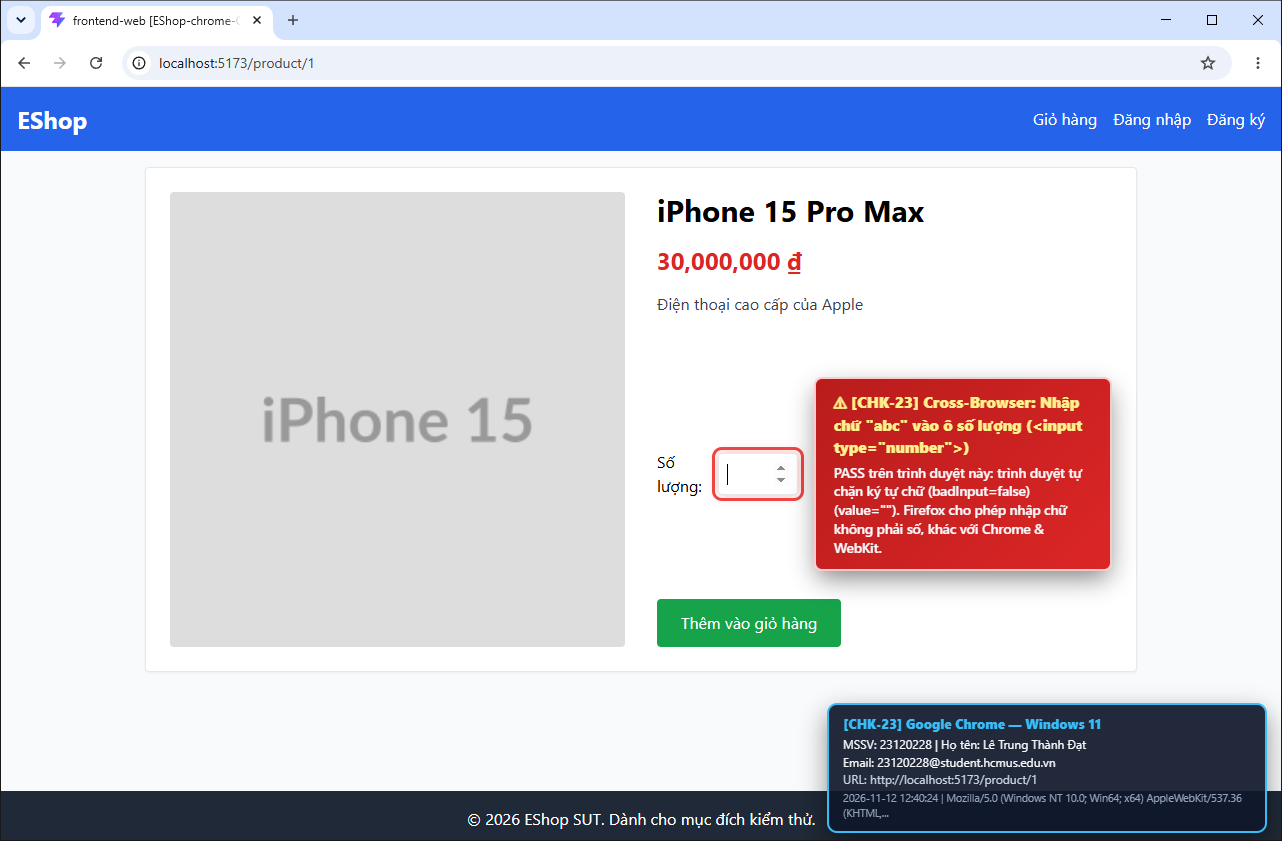 frontend-web [EShop-chrome-
localhost:5173/product/1
EShop
Giỏ hàng
Đăng nhập
Đăng ký
iPhone 15
iPhone 15 Pro Max
30,000,000 ₫
Điện thoại cao cấp của Apple
Số
lượng:
⚠ [CHK-23] Cross-Browser: Nhập
chữ "abc" vào ô số lượng (<input
type="number">)
PASS trên trình duyệt này: trình duyệt tự
chặn ký tự chữ (badInput=false)
(value=""). Firefox cho phép nhập chữ
không phải số, khác với Chrome &
WebKit.
Thêm vào giỏ hàng
[CHK-23] Google Chrome — Windows 11
MSSV: 23120228 | Họ tên: Lê Trung Thành Đạt
Email: 23120228@student.hcmus.edu.vn
URL: http://localhost:5173/product/1
2026-11-12 12:40:24 | Mozilla/5.0 (Windows NT 10.0; Win64; x64) AppleWebKit/537.36
(KHTML,...
© 2026 EShop SUT. Dành cho mục đích kiểm thử.